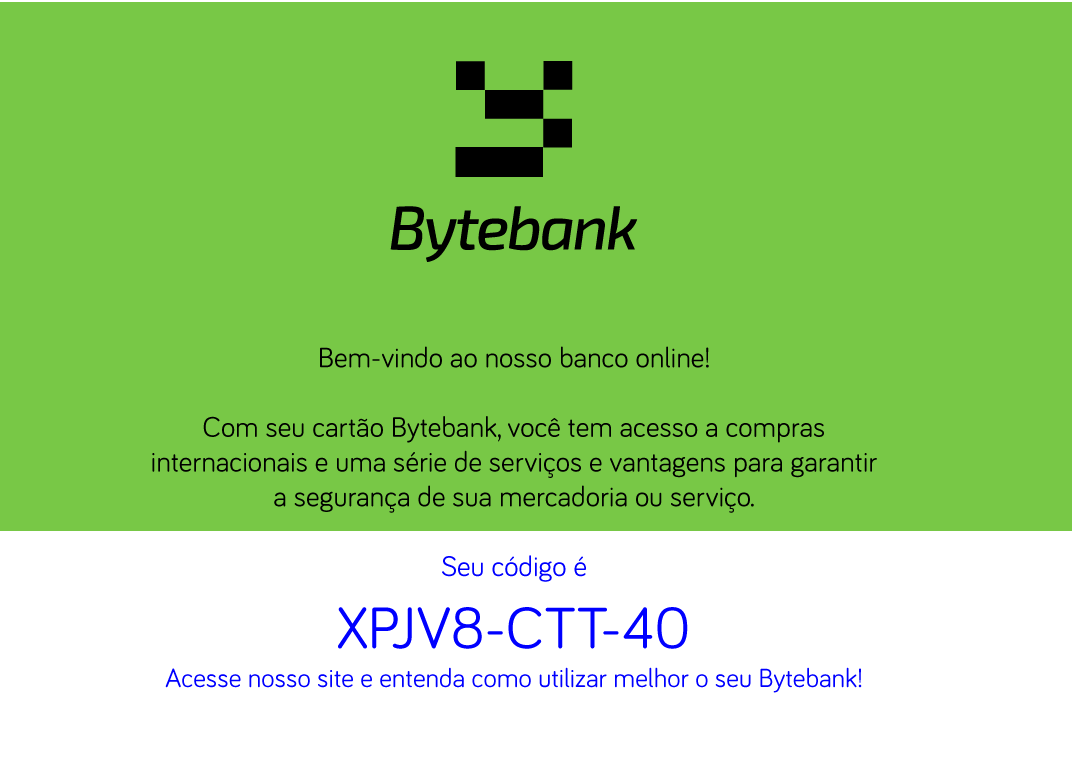 Bytebank
Bem-vindo ao nosso banco online!
Com seu cartão Bytebank, você tem acesso a compras
internacionais e uma série de serviços e vantagens para garantir
a segurança de sua mercadoria ou serviço.
Seu código é
XPJV8-CTT-40
Acesse nosso site e entenda como utilizar melhor o seu Bytebank!